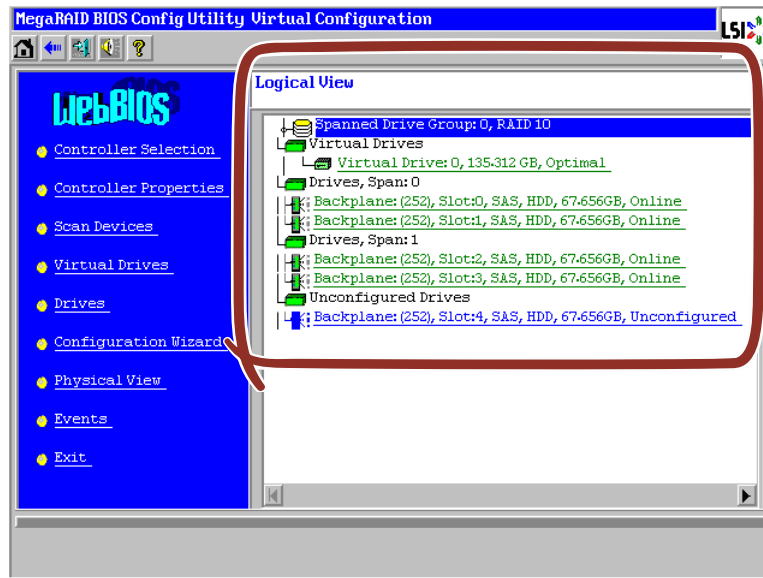 MegaRAID BIOS Config Utility Virtual Configuration
LSI
?
Logical View
WebBIOS
Controller Selection
Controller Properties
Scan Devices
Virtual Drives
Drives
Configuration Wizard
Physical View
Events
Exit
Spanned Drive Group: 0, RAID 10
Virtual Drives
Virtual Drive: 0, 135.312 GB, Optimal
Drives, Span: 0
Backplane: (252), Slot:0, SAS, HDD, 67.656GB, Online
Backplane: (252), Slot:1, SAS, HDD, 67.656GB, Online
Drives, Span: 1
Backplane: (252), Slot:2, SAS, HDD, 67.656GB, Online
Backplane: (252), Slot:3, SAS, HDD, 67.656GB, Online
Unconfigured Drives
Backplane: (252), Slot:4, SAS, HDD, 67.656GB, Unconfigured